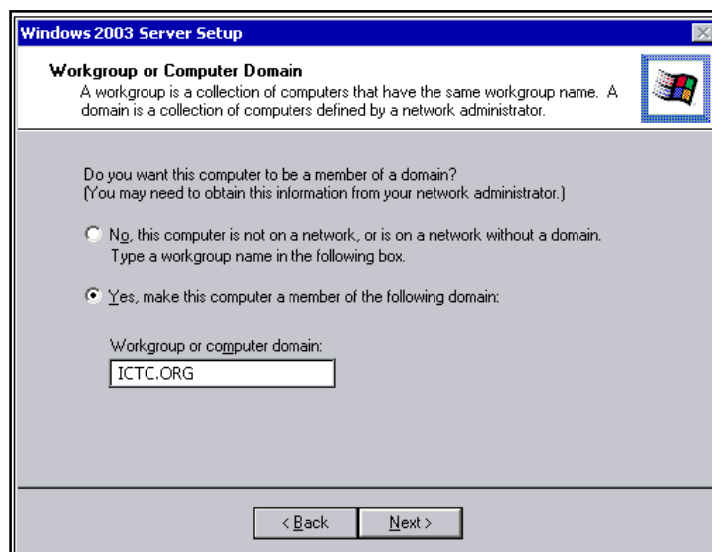 Windows 2003 Server Setup
Workgroup or Computer Domain
A workgroup is a collection of computers that have the same workgroup name. A
domain is a collection of computers defined by a network administrator.
Do you want this computer to be a member of a domain?
(You may need to obtain this information from your network administrator.)
No, this computer is not on a network, or is on a network without a domain.
Type a workgroup name in the following box.
Yes, make this computer a member of the following domain:
Workgroup or computer domain:
ICTC.ORG
< Back Next >